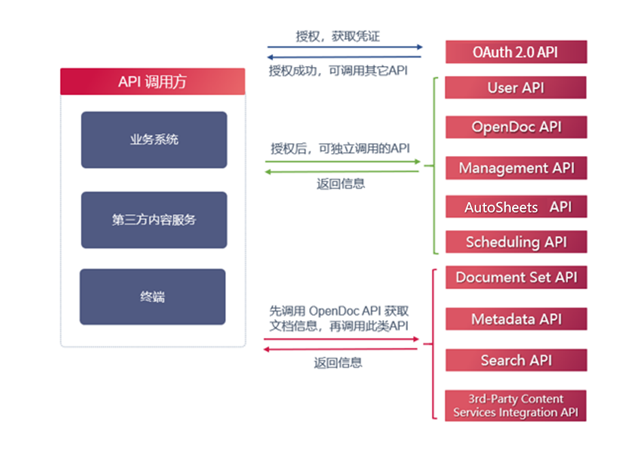 API 调用方
业务系统
第三方内容服务
终端
授权，获取凭证
授权成功，可调用其它API
授权后，可独立调用的API
返回信息
先调用 OpenDoc API 获取
文档信息，再调用此类API
返回信息
OAuth 2.0 API
User API
OpenDoc API
Management API
AutoSheets API
Scheduling API
Document Set API
Metadata API
Search API
3rd-Party Content
Services Integration API